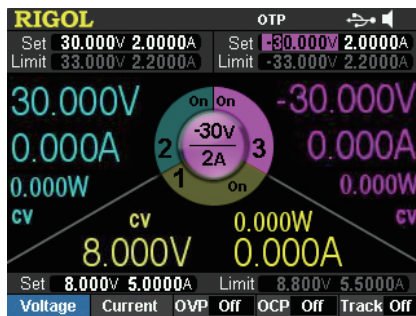 RIGOL OTP
Set 30.000V 2.0000A Set -30.000V 2.0000A
Limit 33.000V 2.2000A Limit -33.000V 2.2000A
30.000V On On -30.000V
0.000A 2 -30V 3 0.000A
2A
0.000W 1 On 0.000W
CV CV
CV 0.000W
8.000V 0.000A
Set 8.000V 5.0000A Limit 8.800V 5.5000A
Voltage Current OVP Off OCP Off Track Off